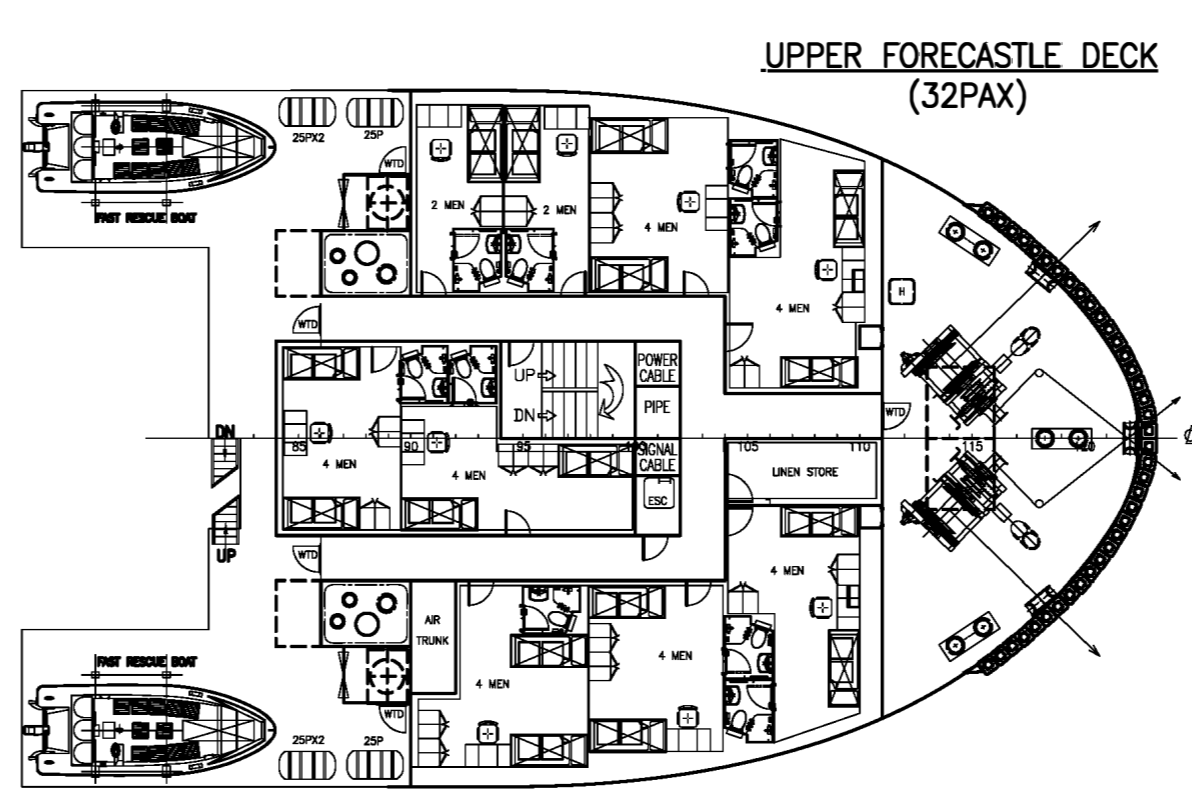 UPPER FORECASTLE DECK
(32PAX)
25PX2
25P
WTD
FAST RESCUE BOAT
2 MEN
2 MEN
4 MEN
4 MEN
H
WTD
UP
DN
POWER
CABLE
PIPE
SIGNAL
CABLE
ESC
WTD
DN
UP
85
90
95
100
105
110
115
120
4 MEN
4 MEN
LINEN STORE
WTD
4 MEN
AIR
TRUNK
4 MEN
4 MEN
FAST RESCUE BOAT
WTD
25PX2
25P